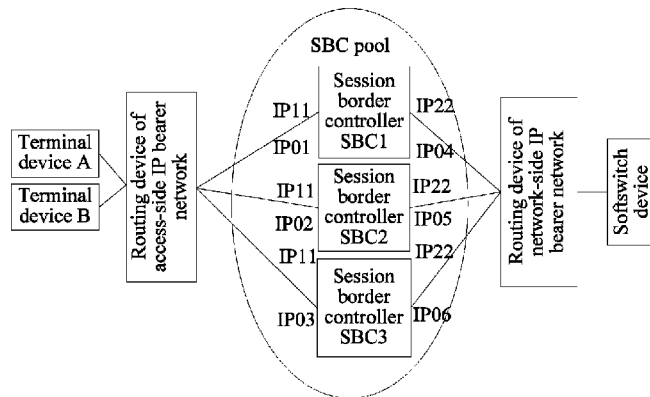 SBC pool
Terminal
device A
Terminal
device B
Routing device of
access-side IP bearer
network
IP11
IP01
Session
border
controller
SBC1
IP22
IP04
IP11
IP02
Session
border
controller
SBC2
IP22
IP05
IP11
IP03
Session
border
controller
SBC3
IP22
IP06
Routing device of
network-side IP
bearer network
Softswitch
device